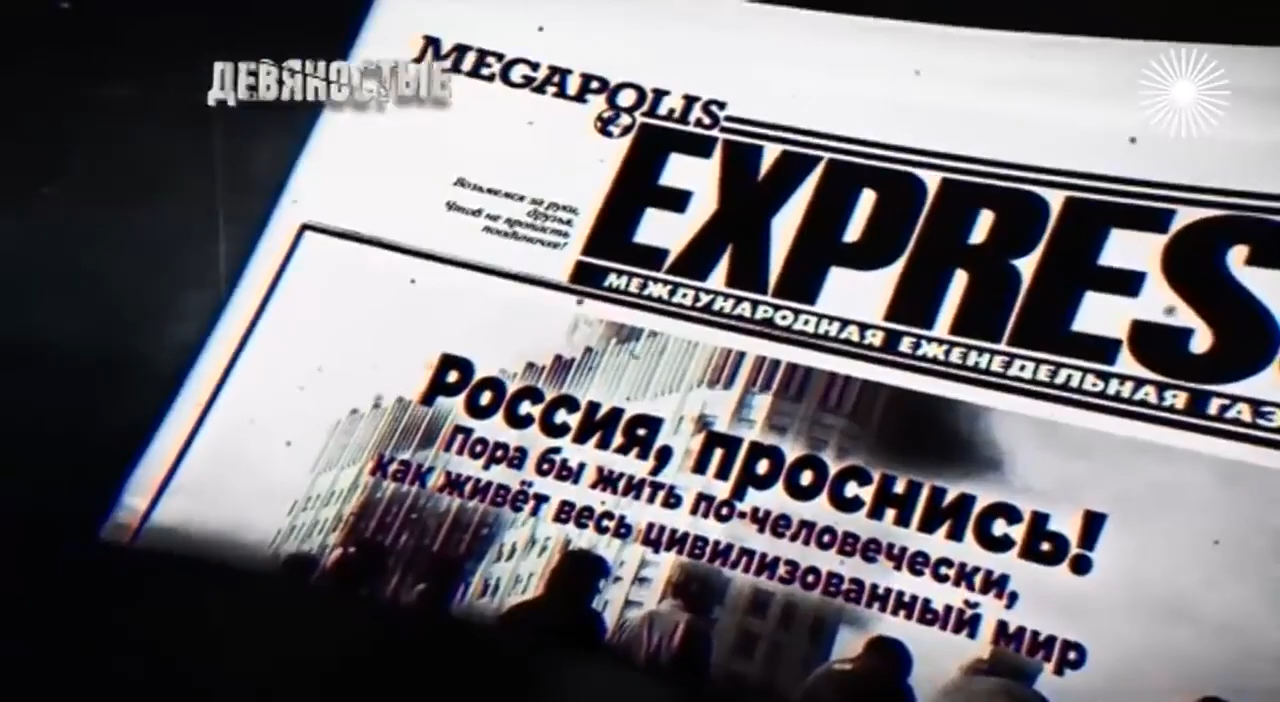 ДЕВЯНОСТЫЕ
MEGAPOLIS
EXPRES
Возьмемся за руки,
друзья,
Чтоб не пропасть
поодиночке!
МЕЖДУНАРОДНАЯ ЕЖЕНЕДЕЛЬНАЯ ГАЗ
РОССИЯ, ПРОСНИСЬ!
Пора бы жить по-человечески,
как живёт весь цивилизованный мир